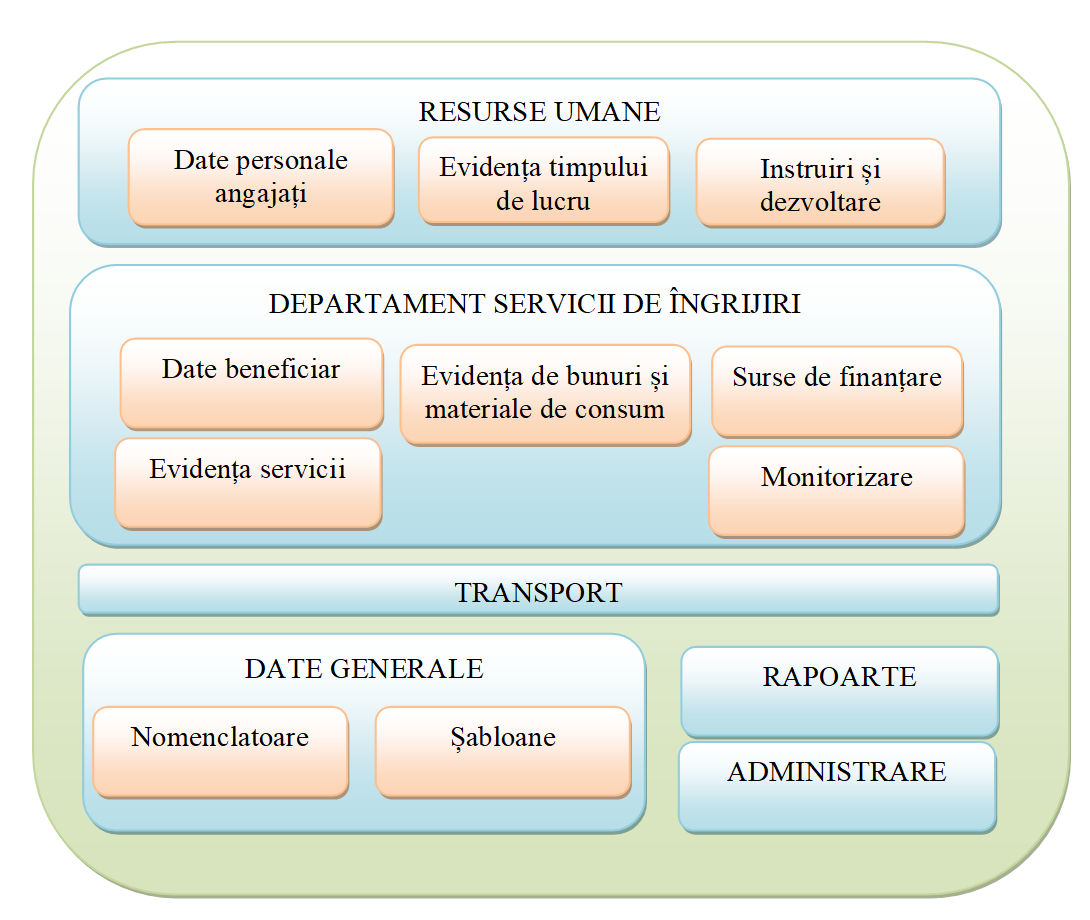 RESURSE UMANE
Date personale
angajați
Evidența timpului
de lucru
Instruiri și
dezvoltare
DEPARTAMENT SERVICII DE ÎNGRIJIRI
Date beneficiar
Evidența de bunuri și
materiale de consum
Surse de finanțare
Evidența servicii
Monitorizare
TRANSPORT
DATE GENERALE
Nomenclatoare
Șabloane
RAPOARTE
ADMINISTRARE